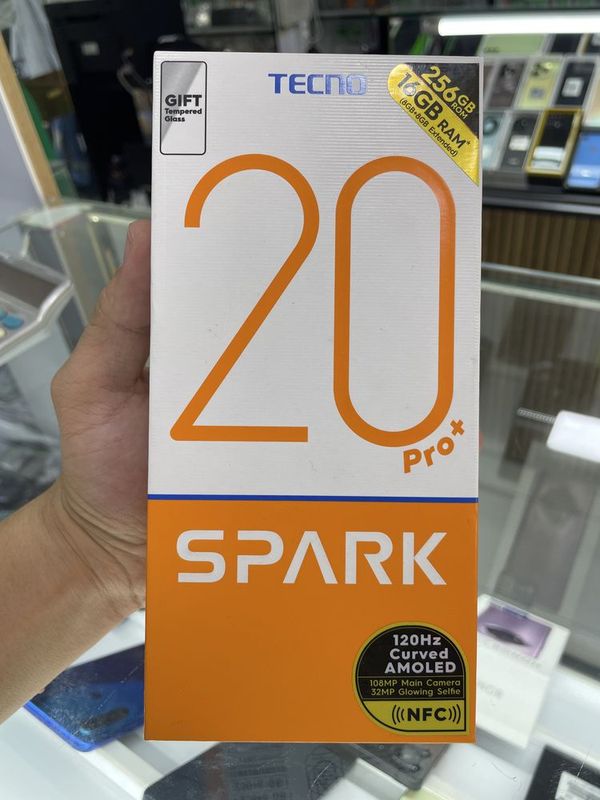 GIFT
Tempered
Glass
TECNO
256GB
ROM
16GB RAM*
(8GB+8GB Extended)
20
Pro+
SPARK
120Hz
Curved
AMOLED
108MP Main Camera
32MP Glowing Selfie
((( NFC )))